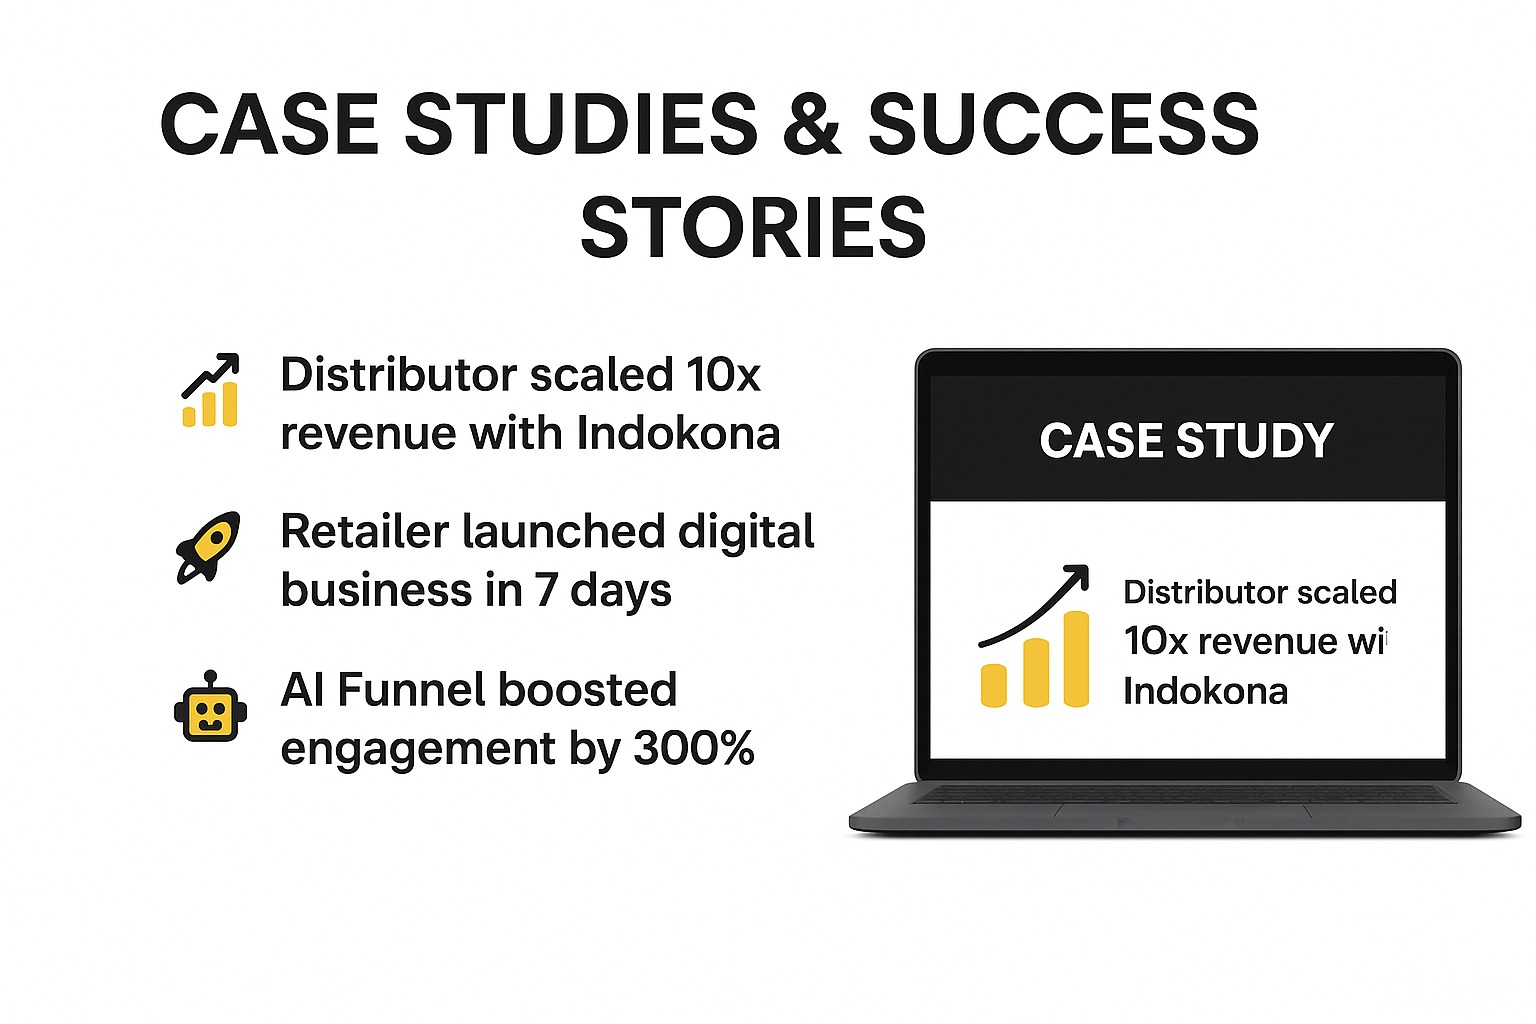 CASE STUDIES & SUCCESS
STORIES
Distributor scaled 10x
revenue with Indokona
Retailer launched digital
business in 7 days
AI Funnel boosted
engagement by 300%
CASE STUDY
Distributor scaled
10x revenue wi
Indokona